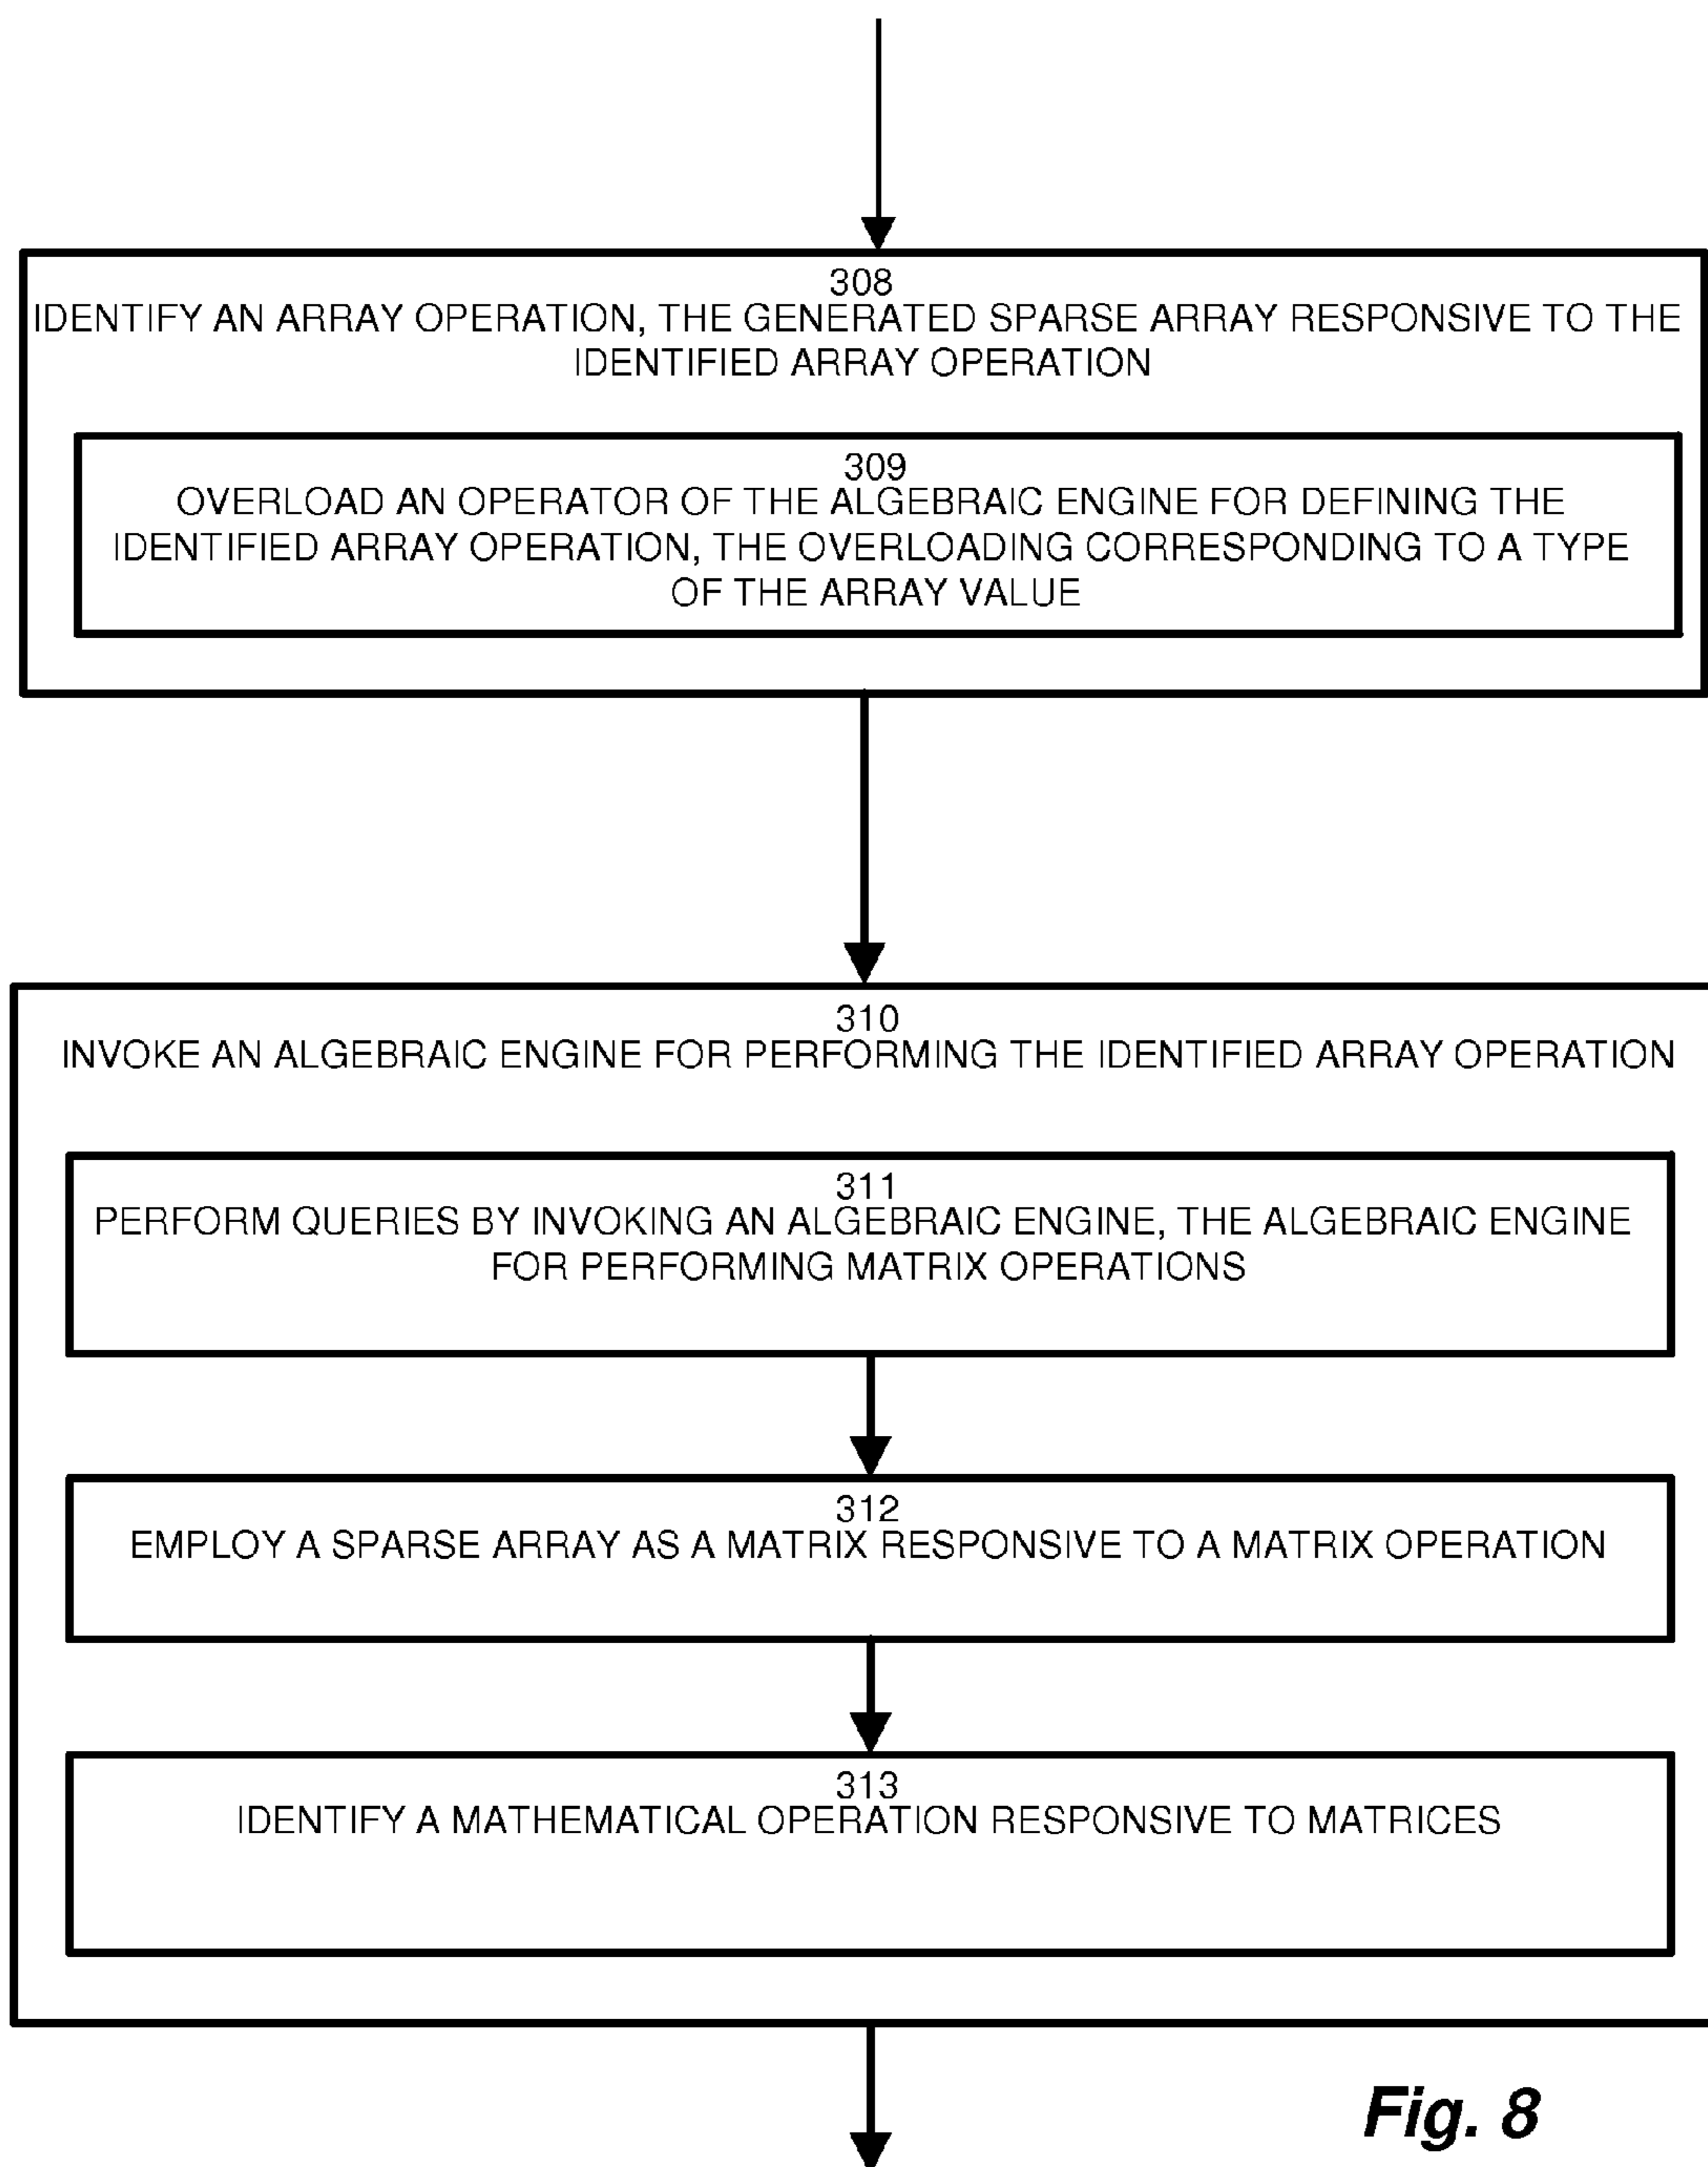 308
IDENTIFY AN ARRAY OPERATION, THE GENERATED SPARSE ARRAY RESPONSIVE TO THE
IDENTIFIED ARRAY OPERATION
309
OVERLOAD AN OPERATOR OF THE ALGEBRAIC ENGINE FOR DEFINING THE
IDENTIFIED ARRAY OPERATION, THE OVERLOADING CORRESPONDING TO A TYPE
OF THE ARRAY VALUE
310
INVOKE AN ALGEBRAIC ENGINE FOR PERFORMING THE IDENTIFIED ARRAY OPERATION
311
PERFORM QUERIES BY INVOKING AN ALGEBRAIC ENGINE, THE ALGEBRAIC ENGINE
FOR PERFORMING MATRIX OPERATIONS
312
EMPLOY A SPARSE ARRAY AS A MATRIX RESPONSIVE TO A MATRIX OPERATION
313
IDENTIFY A MATHEMATICAL OPERATION RESPONSIVE TO MATRICES
Fig. 8